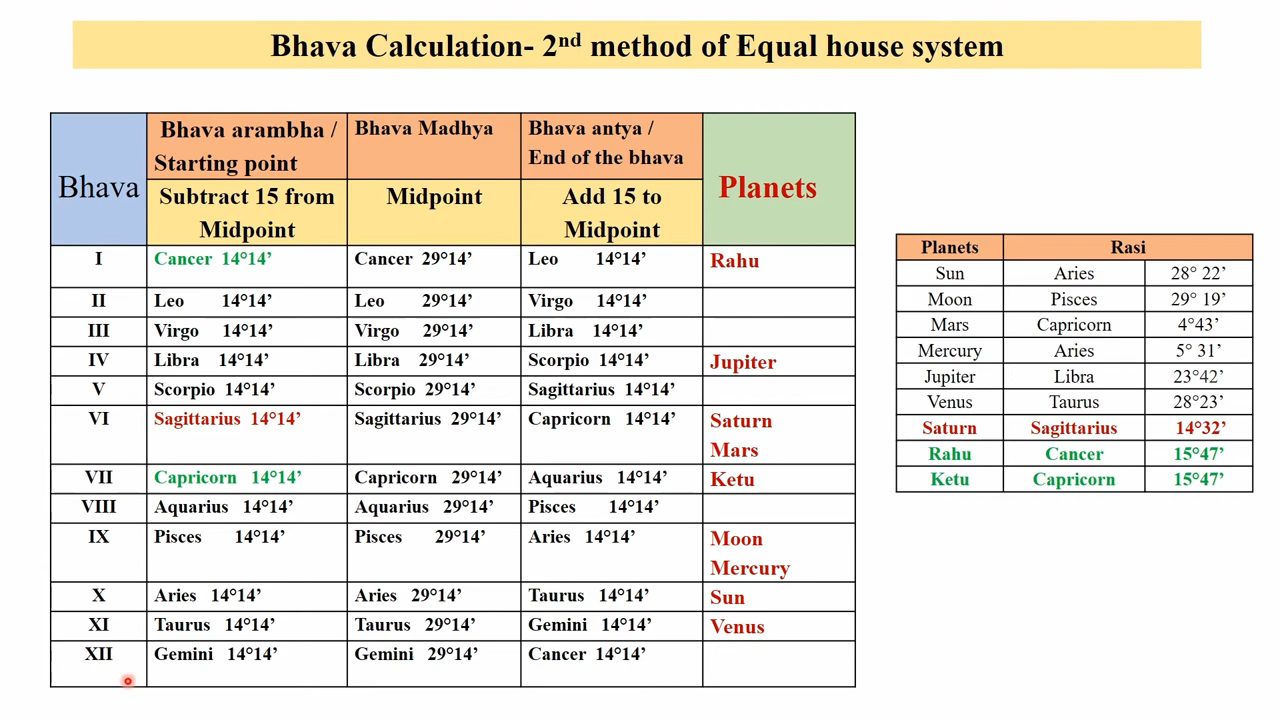 Bhava Calculation- 2nd method of Equal house system
Bhava
Bhava arambha /
Starting point
Bhava Madhya
Bhava antya /
End of the bhava
Planets
Subtract 15 from
Midpoint
Midpoint
Add 15 to
Midpoint
I Cancer 14°14’ Cancer 29°14’ Leo 14°14’ Rahu
II Leo 14°14’ Leo 29°14’ Virgo 14°14’
III Virgo 14°14’ Virgo 29°14’ Libra 14°14’
IV Libra 14°14’ Libra 29°14’ Scorpio 14°14’ Jupiter
V Scorpio 14°14’ Scorpio 29°14’ Sagittarius 14°14’
VI Sagittarius 14°14’ Sagittarius 29°14’ Capricorn 14°14’ Saturn
Mars
VII Capricorn 14°14’ Capricorn 29°14’ Aquarius 14°14’ Ketu
VIII Aquarius 14°14’ Aquarius 29°14’ Pisces 14°14’
IX Pisces 14°14’ Pisces 29°14’ Aries 14°14’ Moon
Mercury
X Aries 14°14’ Aries 29°14’ Taurus 14°14’ Sun
XI Taurus 14°14’ Taurus 29°14’ Gemini 14°14’ Venus
XII Gemini 14°14’ Gemini 29°14’ Cancer 14°14’
Planets Rasi
Sun Aries 28° 22’
Moon Pisces 29° 19’
Mars Capricorn 4°43’
Mercury Aries 5° 31’
Jupiter Libra 23°42’
Venus Taurus 28°23’
Saturn Sagittarius 14°32’
Rahu Cancer 15°47’
Ketu Capricorn 15°47’